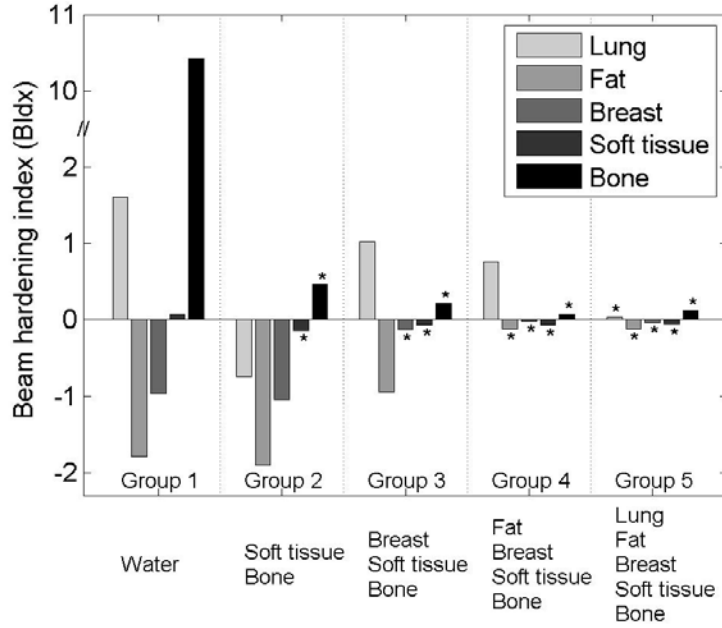 11
10
//
2
1
0
-1
-2
Beam hardening index (BIdx)
Lung
Fat
Breast
Soft tissue
Bone
* * * * * * * * * * * * * *
Group 1 Group 2 Group 3 Group 4 Group 5
Water
Soft tissue
Bone
Breast
Soft tissue
Bone
Fat
Breast
Soft tissue
Bone
Lung
Fat
Breast
Soft tissue
Bone